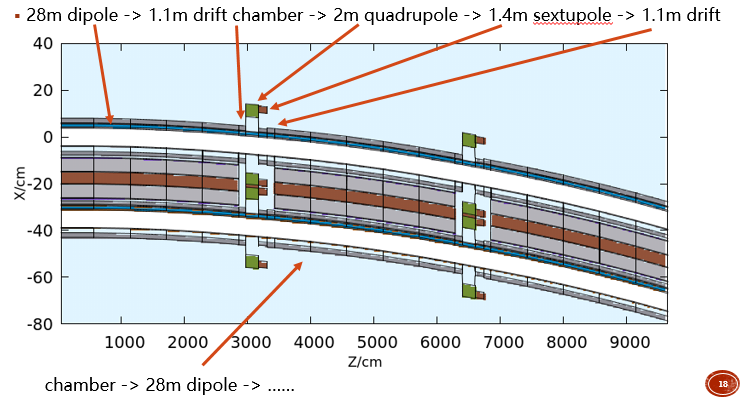 ▪ 28m dipole -> 1.1m drift chamber -> 2m quadrupole -> 1.4m sextupole -> 1.1m drift
40
20
0
-20
-40
-60
-80
X/cm
1000 2000 3000 4000 5000 6000 7000 8000 9000
Z/cm
chamber -> 28m dipole -> ......
18